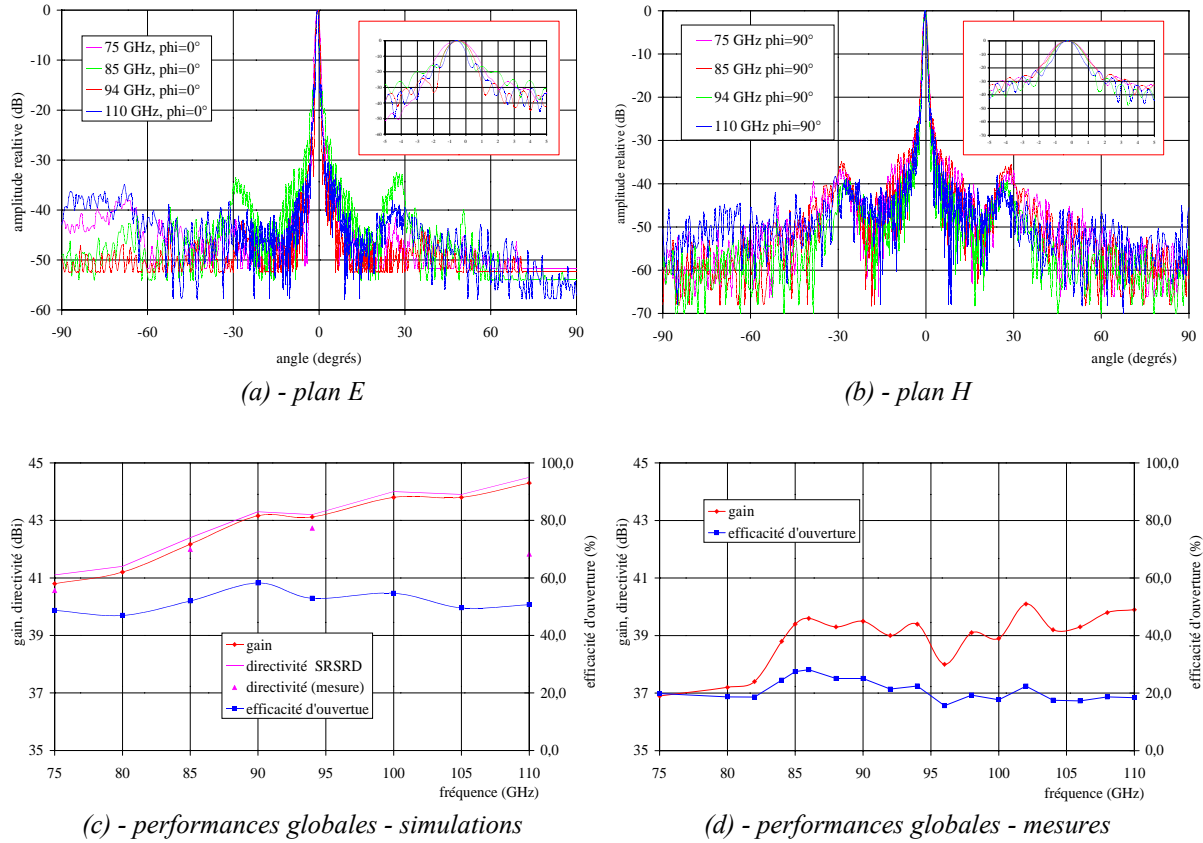 0
-10
-20
-30
-40
-50
-60
-90
-60
-30
0
30
60
90
amplitude realtive (dB)
angle (degrés)
75 GHz, phi=0°
85 GHz, phi=0°
94 GHz, phi=0°
110 GHz, phi=0°
(a) - plan E
0
-10
-20
-30
-40
-50
-60
-70
-90
-60
-30
0
30
60
90
amplitude relative (dB)
angle (degrés)
75 GHz phi=90°
85 GHz phi=90°
94 GHz phi=90°
110 GHz phi=90°
(b) - plan H
45
43
41
39
37
35
75
80
85
90
95
100
105
110
100,0
80,0
60,0
40,0
20,0
0,0
gain, directivité (dBi)
efficacité d'ouverture (%)
fréquence (GHz)
gain
directivité SRSRD
directivité (mesure)
efficacité d'ouvertue
(c) - performances globales - simulations
45
43
41
39
37
35
75
80
85
90
95
100
105
110
100,0
80,0
60,0
40,0
20,0
0,0
gain, directivité (dBi)
efficacité d'ouverture (%)
fréquence (GHz)
gain
efficacité d'ouverture
(d) - performances globales - mesures